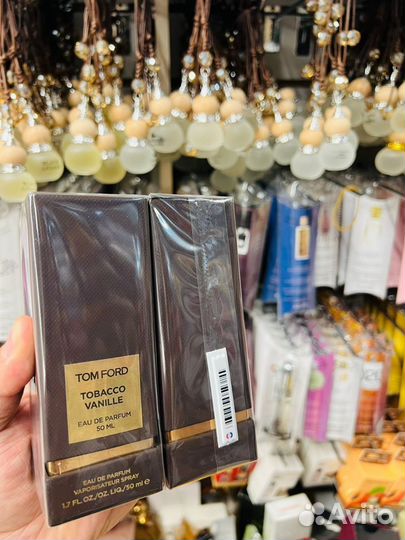 TOM FORD
TOBACCO
VANILLE
EAU DE PARFUM
50 ML
EAU DE PARFUM
VAPORISATEUR SPRAY
1.7 FL.OZ./OZ. LIQ./50 ml ℮
Avito